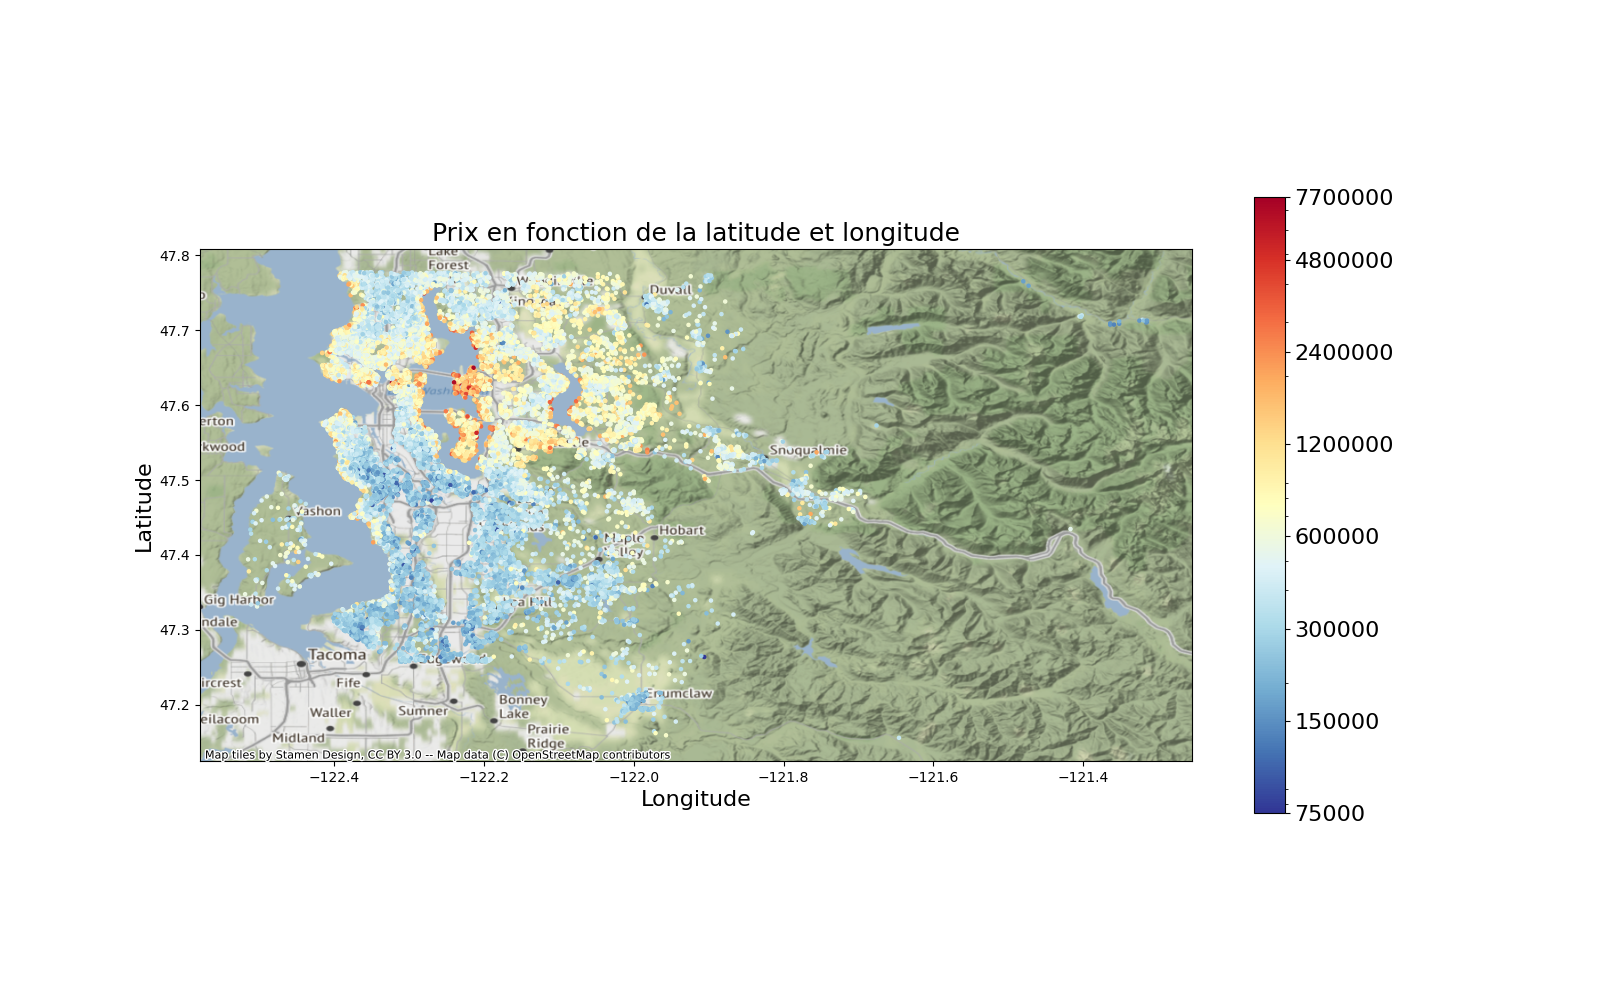 Prix en fonction de la latitude et longitude
7700000
4800000
2400000
1200000
600000
300000
150000
75000
47.8
47.7
47.6
47.5
47.4
47.3
47.2
Latitude
Lake
Forest
Duvall
erton
kwood
Snoqualmie
Vashon
Hobart
Maple
Valley
Gig Harbor
ndale
Lea Hill
Tacoma
ircrest
Fife
Enumclaw
Waller
Sumner
Bonney
Lake
eilacoom
Midland
Prairie
Ridge
Map tiles by Stamen Design, CC BY 3.0 -- Map data (C) OpenStreetMap contributors
−122.4
−122.2
−122.0
−121.8
−121.6
−121.4
Longitude